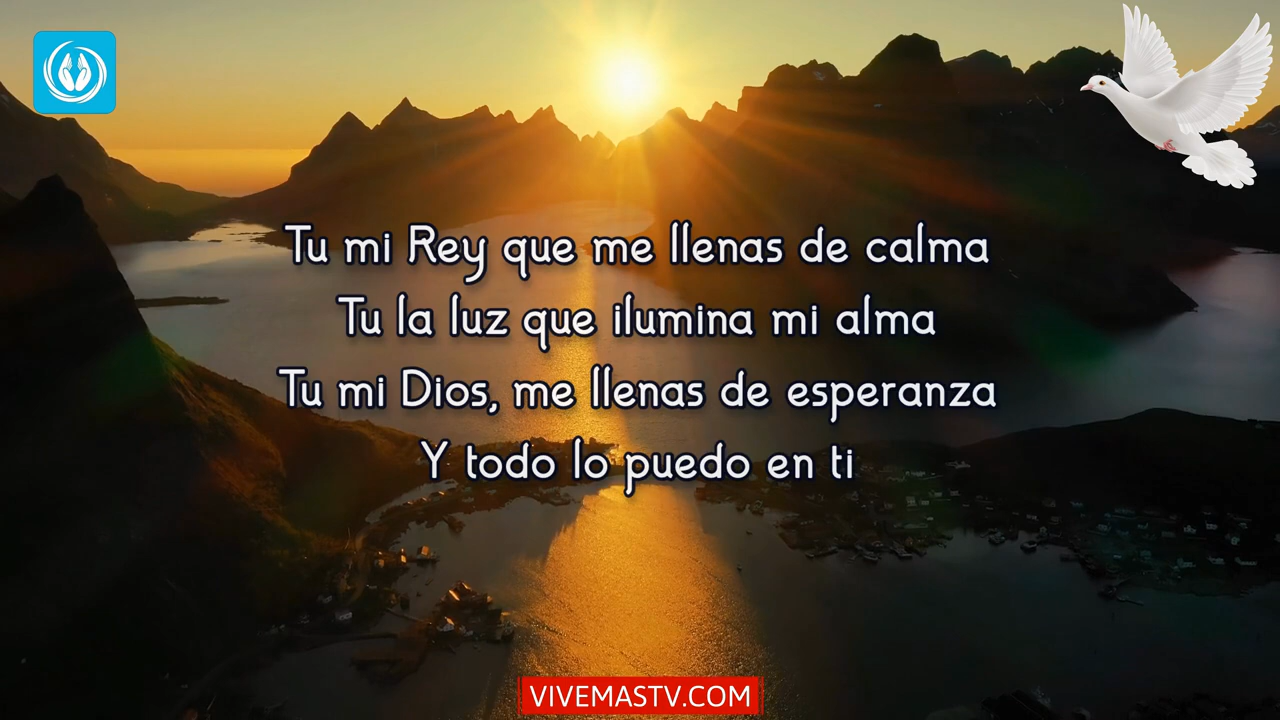 Tu mi Rey que me llenas de calma
Tu la luz que ilumina mi alma
Tu mi Dios, me llenas de esperanza
Y todo lo puedo en ti
VIVEMASTV.COM